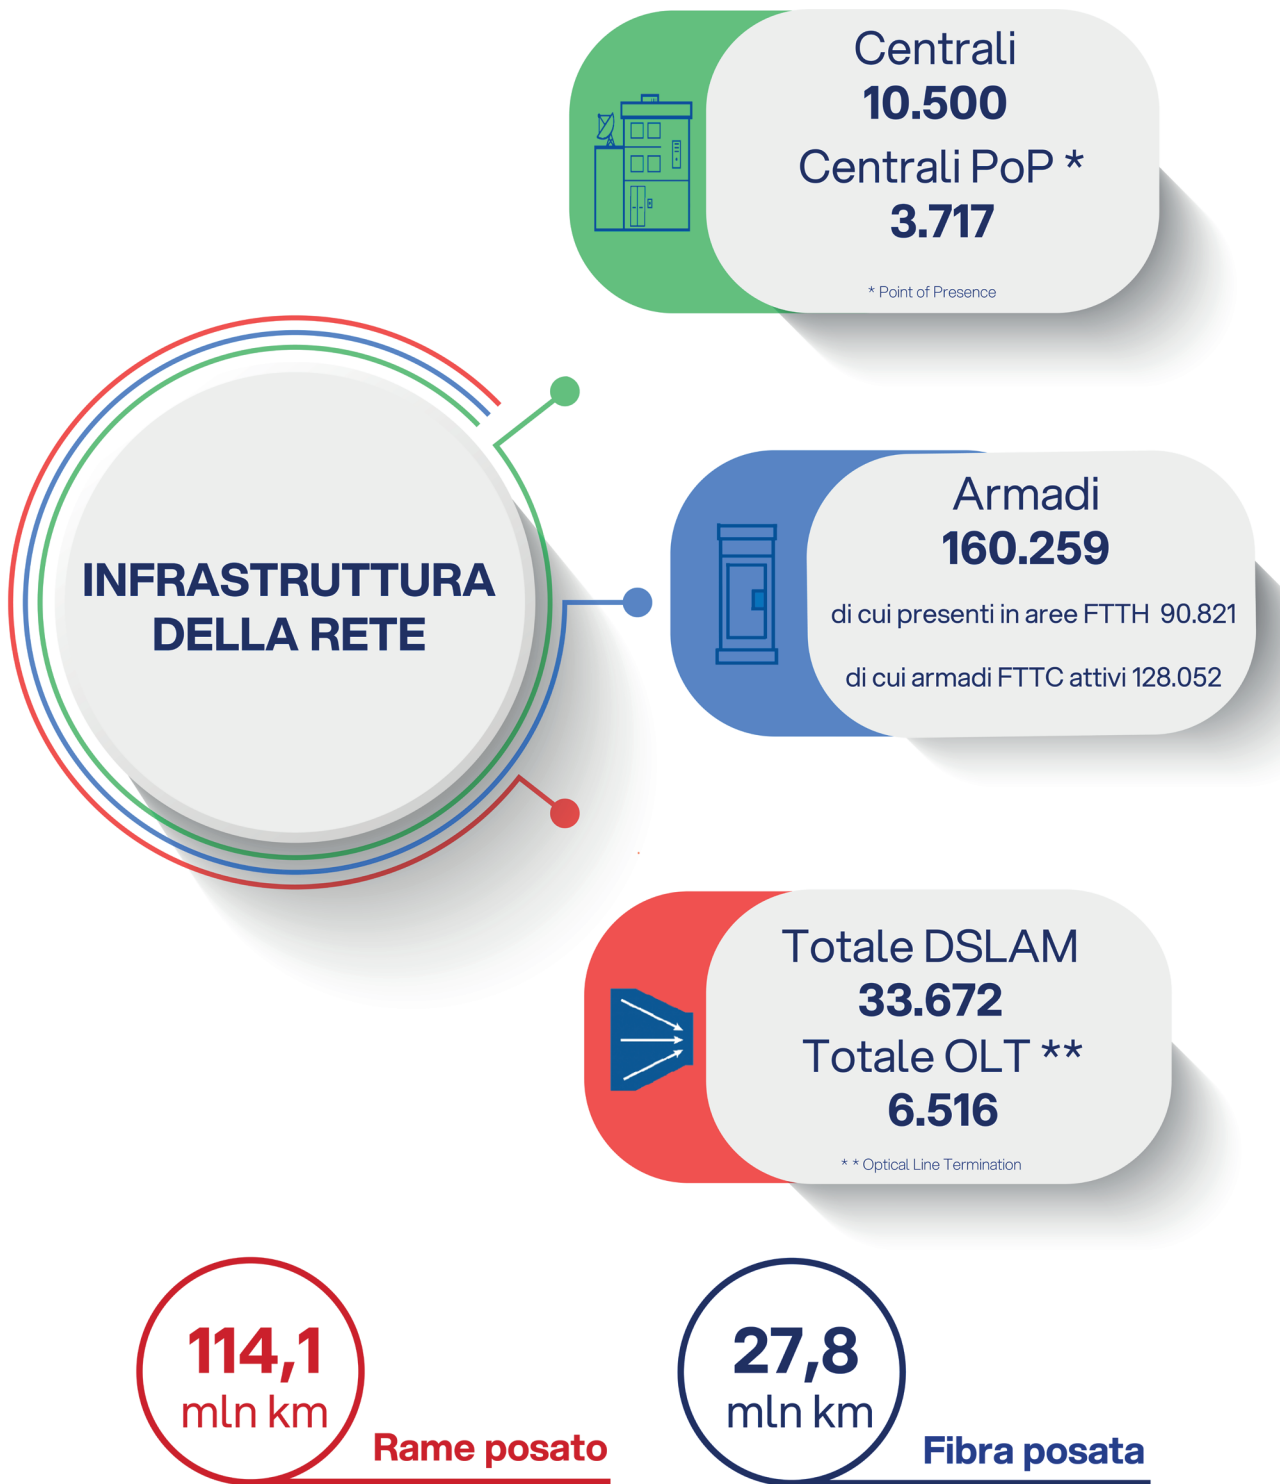 Centrali
10.500
Centrali PoP *
3.717
* Point of Presence
INFRASTRUTTURA
DELLA RETE
Armadi
160.259
di cui presenti in aree FTTH 90.821
di cui armadi FTTC attivi 128.052
Totale DSLAM
33.672
Totale OLT **
6.516
* * Optical Line Termination
114,1
mln km
Rame posato
27,8
mln km
Fibra posata